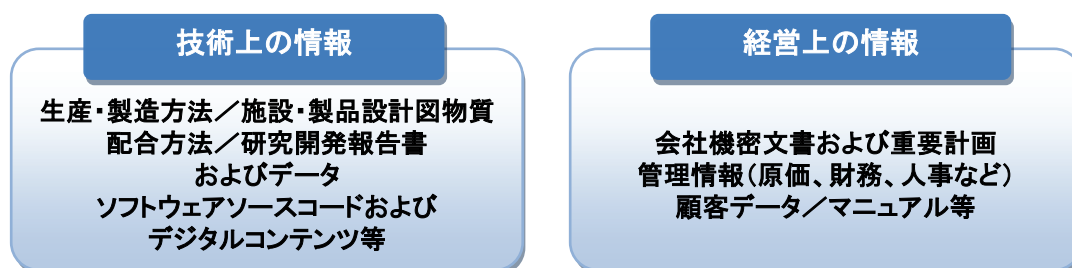 技術上の情報
生産・製造方法／施設・製品設計図物質
配合方法／研究開発報告書
およびデータ
ソフトウェアソースコードおよび
デジタルコンテンツ等
経営上の情報
会社機密文書および重要計画
管理情報（原価、財務、人事など）
顧客データ／マニュアル等